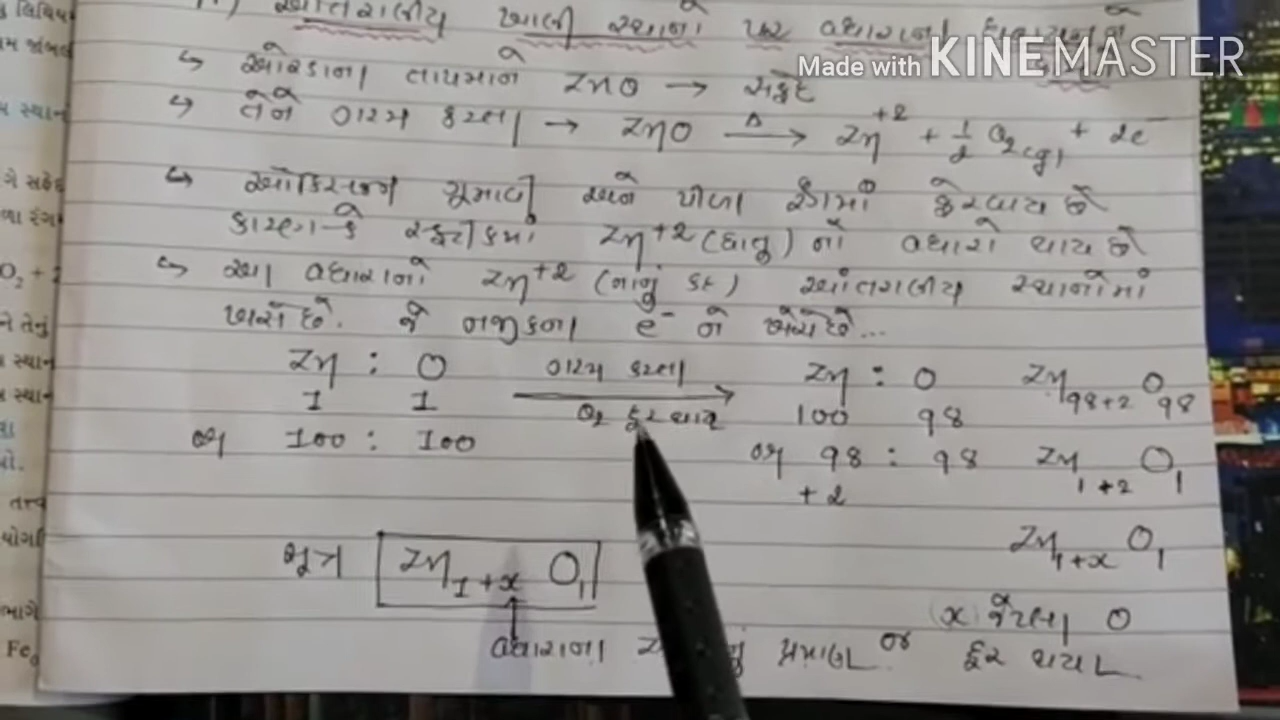 આંતરાલીય ખાલી સ્થાનો પર વધારાના
Made with KINEMASTER
↳ ઓરડાના તાપમાને ZnO → સફેદ
↳ તેને ગરમ કરતા → ZnO —Δ→ Zn⁺² + ½ O₂(g) + 2e⁻
↳ ઓક્સિજન ગુમાવી અને પીળા રંગમાં ફેરવાય છે
કારણ કે સ્ફટીકમાં Zn⁺² (ધાતુ) નો વધારો થાય છે
↳ આ વધારાનો Zn⁺² (નાનું કદ) આંતરાલીય સ્થાનોમાં
ખસે છે. જે નજીકના e⁻ ને ખેંચે છે...
Zn : O ગરમ કરતા Zn : O Zn₉₈₊₂ O₉₈
1 1 O₂ દૂર થાય 100 98
જો 100 : 100 જો 98 : 98 Zn₁₊₂ O₁
+2
Zn₁₊ₓ O₁
સૂત્ર Zn₁₊ₓ O₁
(x) જેટલા O
વધારાના નું પ્રમાણ જ દૂર થાય